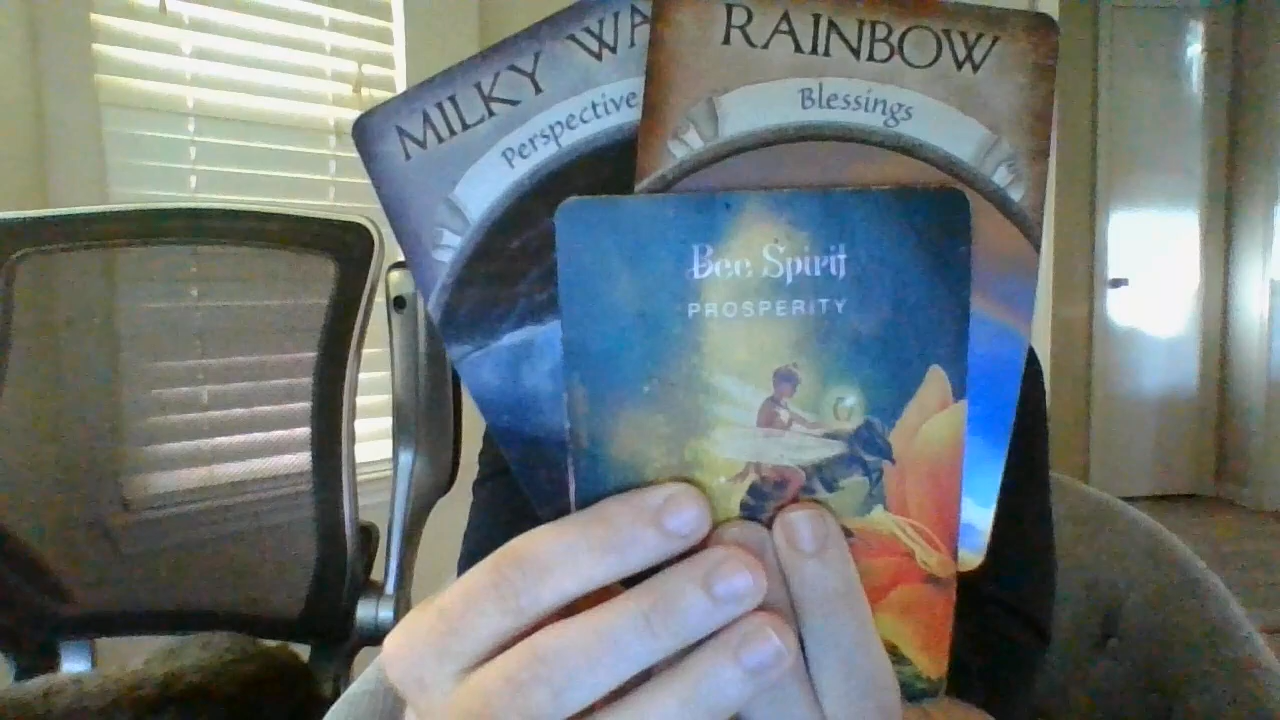 MILKY WA
Perspective
RAINBOW
Blessings
Bee Spirit
PROSPERITY